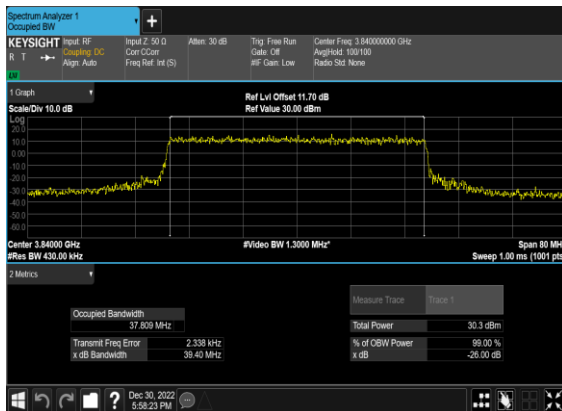 Spectrum Analyzer 1
Occupied BW
KEYSIGHT
R T
Input: RF
Coupling: DC
Align: Auto
Input Z: 50 Ω
Corr CCorr
Freq Ref: Int (S)
Atten: 30 dB
Trig: Free Run
Gate: Off
#IF Gain: Low
Center Freq: 3.840000000 GHz
Avg|Hold: 100/100
Radio Std: None
1 Graph
Scale/Div 10.0 dB
Ref Lvl Offset 11.70 dB
Ref Value 30.00 dBm
Log
20.0
10.0
0.00
-10.0
-20.0
-30.0
-40.0
-50.0
-60.0
Center 3.84000 GHz
#Res BW 430.00 kHz
#Video BW 1.3000 MHz*
Span 80 MH
Sweep 1.00 ms (1001 pts
2 Metrics
Measure Trace Trace 1
Occupied Bandwidth
37.809 MHz
Total Power 30.3 dBm
Transmit Freq Error 2.338 kHz
% of OBW Power 99.00 %
x dB Bandwidth 39.40 MHz
x dB -26.00 dB
?
Dec 30, 2022
5:58:23 PM